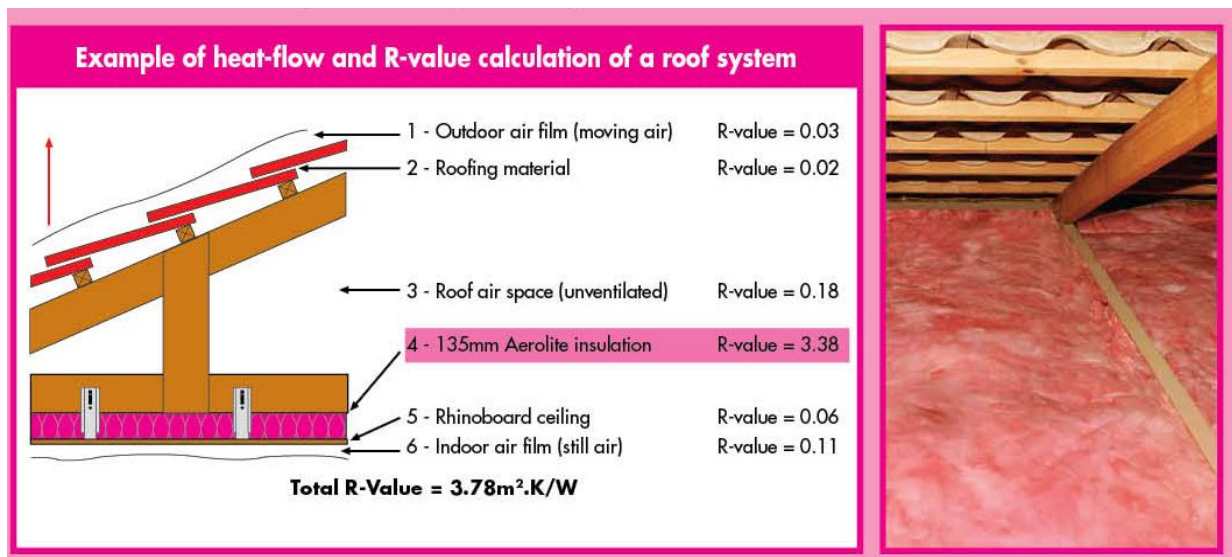 Example of heat-flow and R-value calculation of a roof system
1 - Outdoor air film (moving air) R-value = 0.03
2 - Roofing material R-value = 0.02
3 - Roof air space (unventilated) R-value = 0.18
4 - 135mm Aerolite insulation R-value = 3.38
5 - Rhinoboard ceiling R-value = 0.06
6 - Indoor air film (still air) R-value = 0.11
Total R-Value = 3.78m².K/W